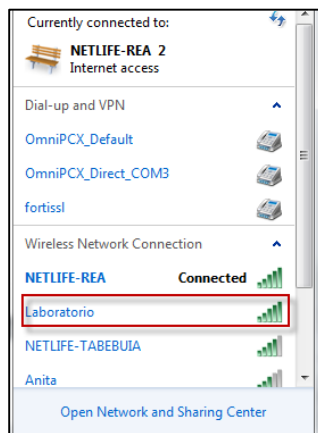 Currently connected to:
NETLIFE-REA 2
Internet access
Dial-up and VPN
OmniPCX_Default
OmniPCX_Direct_COM3
fortissl
Wireless Network Connection
NETLIFE-REA Connected
Laboratorio
NETLIFE-TABEBUIA
Anita
Open Network and Sharing Center